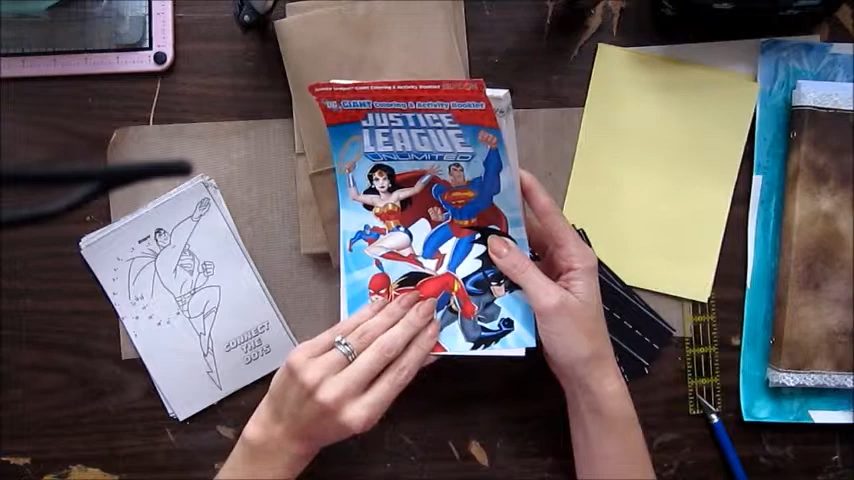 DC GIANT Coloring & Activity Booklet
JUSTICE
LEAGUE
UNLIMITED
CONNECT
THE
DOTS